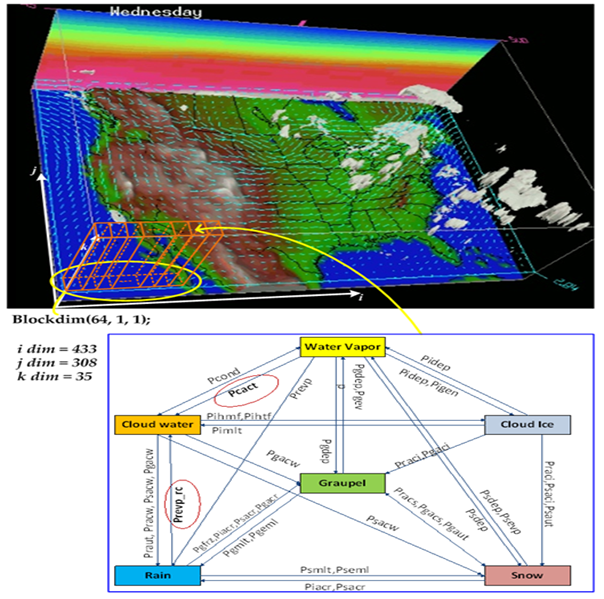 Wednesday
j
i
Blockdim(64, 1, 1);
i dim = 433
j dim = 308
k dim = 35
Water Vapor
Pcond
Pcact
Prevp
Pgdep,Pgev
p
Pgdep
Pidep
Pidep,Pigen
Cloud water
Pihmf,Pihtf
Pimlt
Cloud Ice
Pgacw
Praci,Pgaci
Graupel
Praut, Pracw, Psacw, Pgacw
Prevp_rc
Pgfrz,Piacr,Psacr,Pgacr
Pgmlt,Pgeml
Psacw
Pracs,Pgacs,Pgaut
Psdep,Psevp
Psdep
Praci,Psaci,Psaut
Rain
Psmlt, Pseml
Piacr,Psacr
Snow